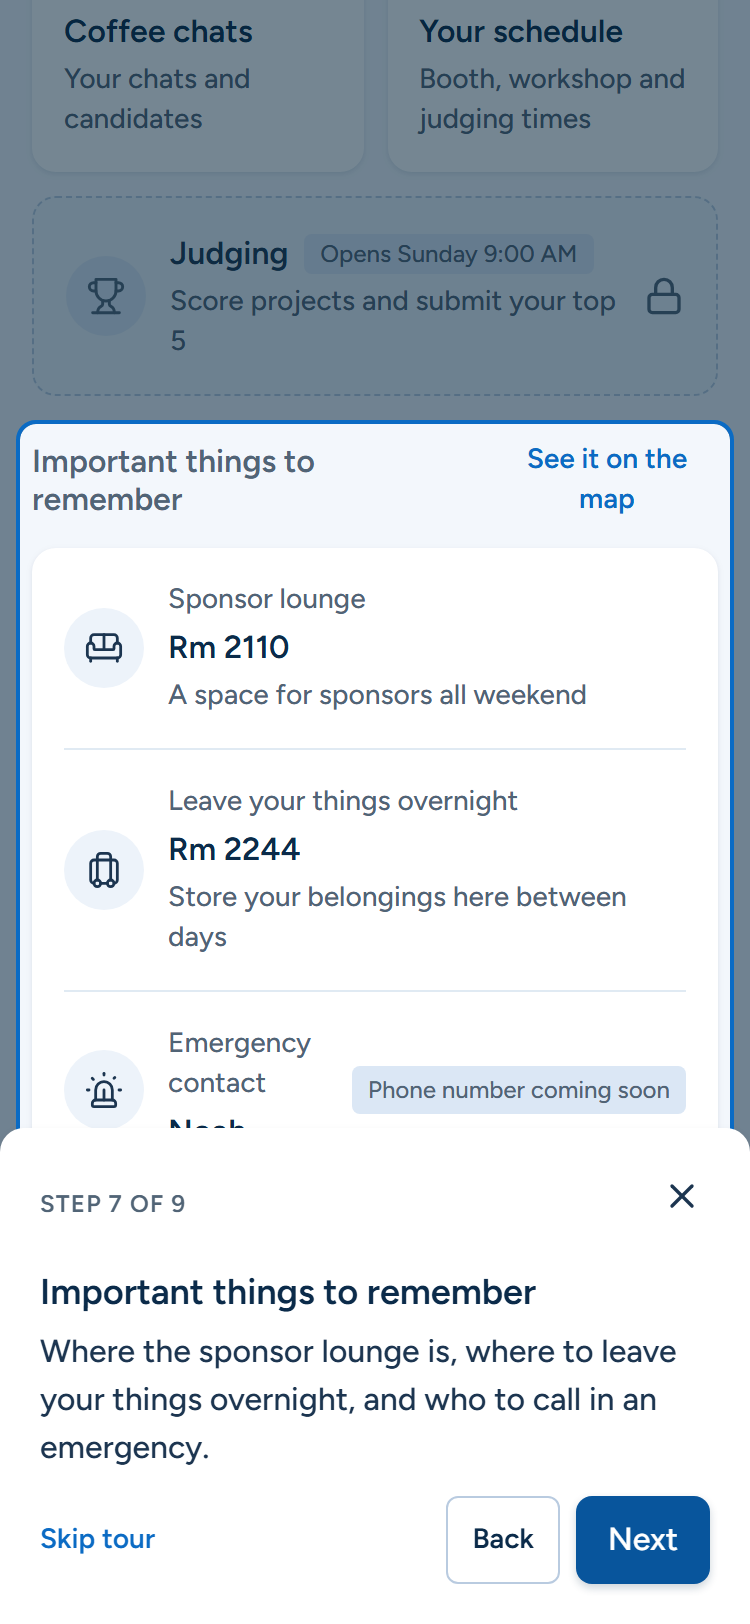 Coffee chats
Your chats and
candidates
Your schedule
Booth, workshop and
judging times
Judging
Opens Sunday 9:00 AM
Score projects and submit your top
5
Important things to
remember
See it on the
map
Sponsor lounge
Rm 2110
A space for sponsors all weekend
Leave your things overnight
Rm 2244
Store your belongings here between
days
Emergency
contact
Phone number coming soon
STEP 7 OF 9
Important things to remember
Where the sponsor lounge is, where to leave
your things overnight, and who to call in an
emergency.
Skip tour
Back
Next